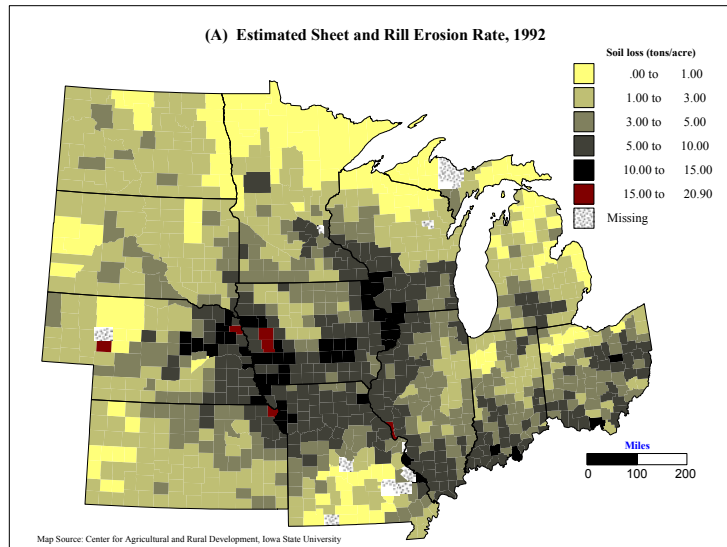 (A) Estimated Sheet and Rill Erosion Rate, 1992
Soil loss (tons/acre)
.00 to 1.00
1.00 to 3.00
3.00 to 5.00
5.00 to 10.00
10.00 to 15.00
15.00 to 20.90
Missing
Miles
0 100 200
Map Source: Center for Agricultural and Rural Development, Iowa State University